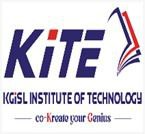 KiTE
KGiSL INSTITUTE OF TECHNOLOGY
co-Kreate your Genius